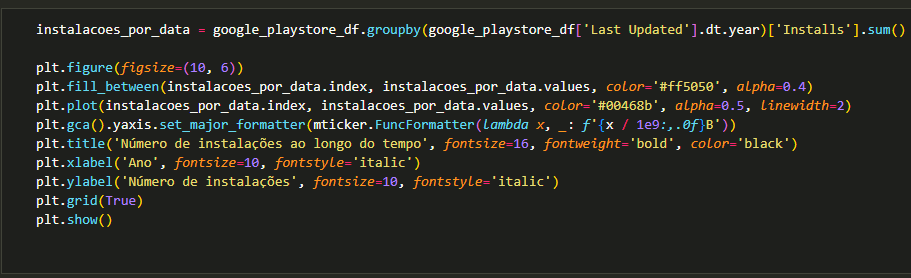 instalacoes_por_data = google_playstore_df.groupby(google_playstore_df['Last Updated'].dt.year)['Installs'].sum()
plt.figure(figsize=(10, 6))
plt.fill_between(instalacoes_por_data.index, instalacoes_por_data.values, color='#ff5050', alpha=0.4)
plt.plot(instalacoes_por_data.index, instalacoes_por_data.values, color='#00468b', alpha=0.5, linewidth=2)
plt.gca().yaxis.set_major_formatter(mticker.FuncFormatter(lambda x, _: f'{x / 1e9:,.0f}B'))
plt.title('Número de instalações ao longo do tempo', fontsize=16, fontweight='bold', color='black')
plt.xlabel('Ano', fontsize=10, fontstyle='italic')
plt.ylabel('Número de instalações', fontsize=10, fontstyle='italic')
plt.grid(True)
plt.show()